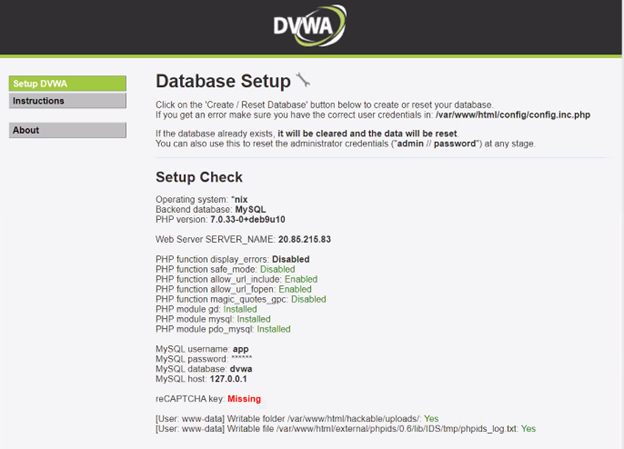 DVWA
Setup DVWA
Instructions
About
Database Setup
Click on the 'Create / Reset Database' button below to create or reset your database.
If you get an error make sure you have the correct user credentials in: /var/www/html/config/config.inc.php
If the database already exists, it will be cleared and the data will be reset.
You can also use this to reset the administrator credentials ("admin // password") at any stage.
Setup Check
Operating system: *nix
Backend database: MySQL
PHP version: 7.0.33-0+deb9u10
Web Server SERVER_NAME: 20.85.215.83
PHP function display_errors: Disabled
PHP function safe_mode: Disabled
PHP function allow_url_include: Enabled
PHP function allow_url_fopen: Enabled
PHP function magic_quotes_gpc: Disabled
PHP module gd: Installed
PHP module mysql: Installed
PHP module pdo_mysql: Installed
MySQL username: app
MySQL password: ******
MySQL database: dvwa
MySQL host: 127.0.0.1
reCAPTCHA key: Missing
[User: www-data] Writable folder /var/www/html/hackable/uploads/: Yes
[User: www-data] Writable file /var/www/html/external/phpids/0.6/lib/IDS/tmp/phpids_log.txt: Yes